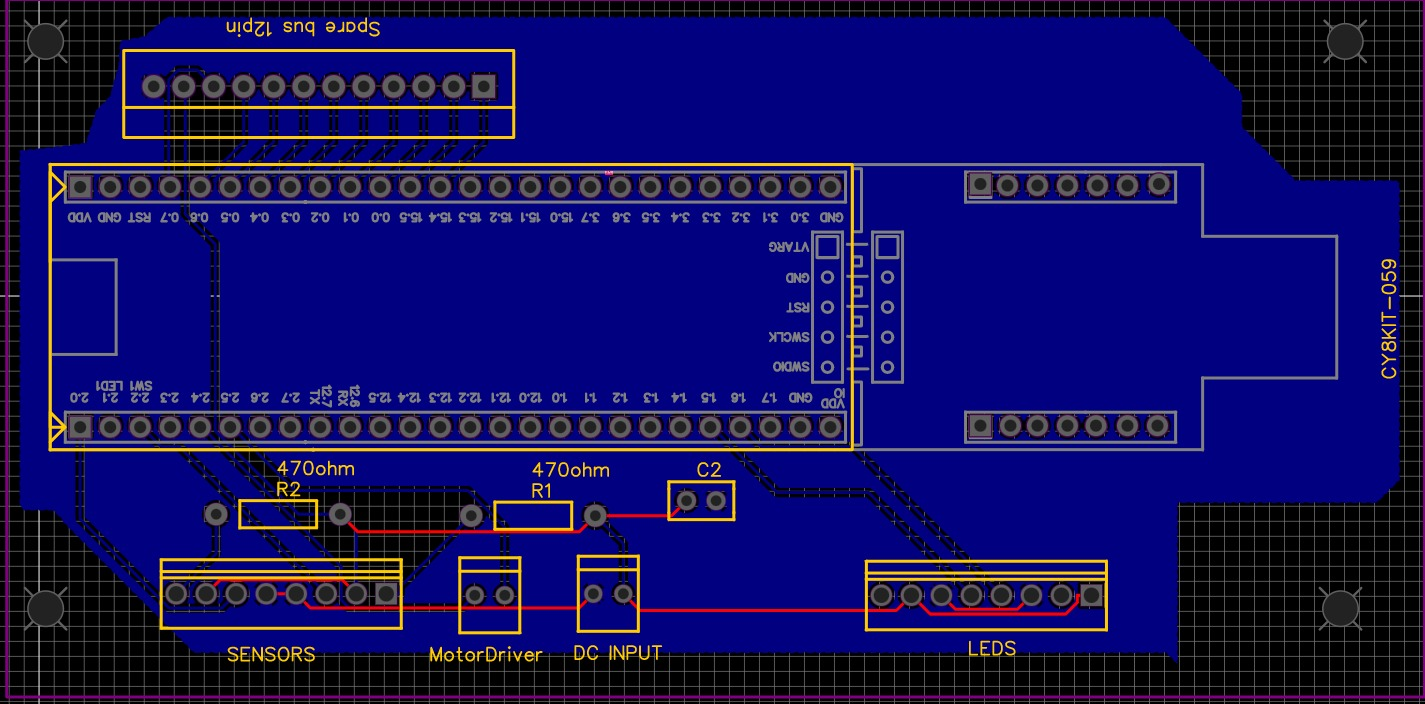 Spare bus 12pin
VDD GND RST 0.7 0.6 0.5 0.4 0.3 0.2 0.1 0.0 15.5 15.4 15.3 15.2 15.1 15.0 3.7 3.6 3.5 3.4 3.3 3.2 3.1 3.0 GND
VTARG
GND
RST
SWCLK
SWDIO
CY8KIT-059
LED1 SW1
2.0 2.1 2.2 2.3 2.4 2.5 2.6 2.7 TX 12.7 RX 12.6 12.5 12.4 12.3 12.2 12.1 12.0 1.0 1.1 1.2 1.3 1.4 1.5 1.6 1.7 GND VDD IO
470ohm
R2
470ohm
R1
C2
SENSORS
MotorDriver
DC INPUT
LEDS